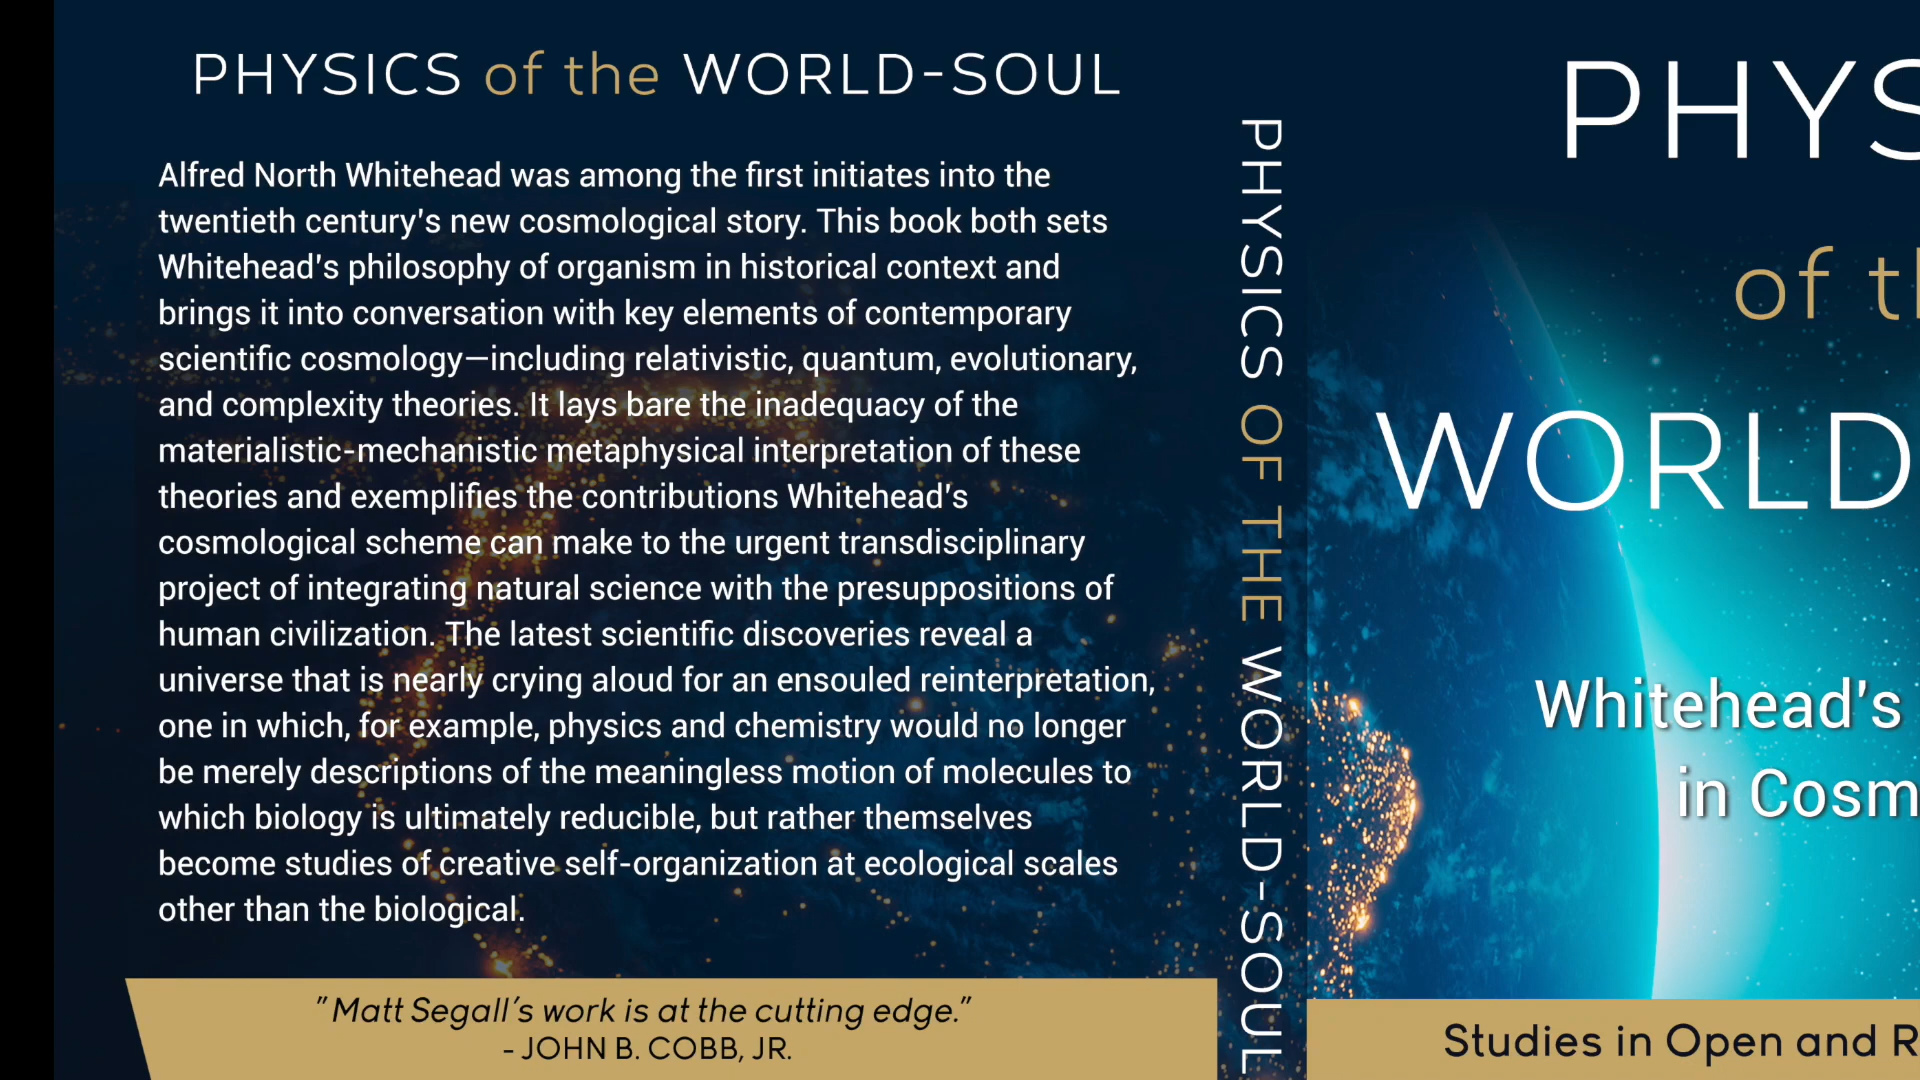 PHYSICS of the WORLD-SOUL
Alfred North Whitehead was among the first initiates into the
twentieth century's new cosmological story. This book both sets
Whitehead's philosophy of organism in historical context and
brings it into conversation with key elements of contemporary
scientific cosmology—including relativistic, quantum, evolutionary,
and complexity theories. It lays bare the inadequacy of the
materialistic-mechanistic metaphysical interpretation of these
theories and exemplifies the contributions Whitehead's
cosmological scheme can make to the urgent transdisciplinary
project of integrating natural science with the presuppositions of
human civilization. The latest scientific discoveries reveal a
universe that is nearly crying aloud for an ensouled reinterpretation,
one in which, for example, physics and chemistry would no longer
be merely descriptions of the meaningless motion of molecules to
which biology is ultimately reducible, but rather themselves
become studies of creative self-organization at ecological scales
other than the biological.
"Matt Segall's work is at the cutting edge."
- JOHN B. COBB, JR.
PHYSICS OF THE WORLD-SOUL
PHYS
of th
WORLD
Whitehead's
in Cosm
Studies in Open and R